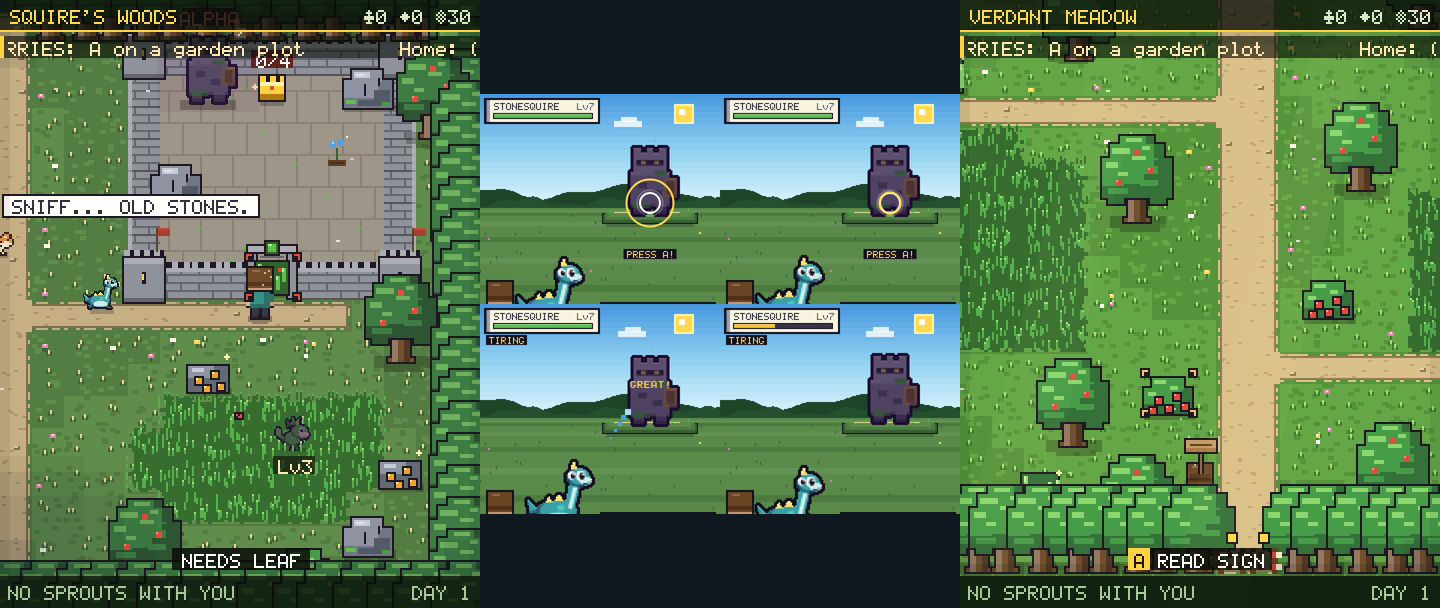 SQUIRE'S WOODS
ALPHA
0 0 30
RRIES: A on a garden plot Home: (
0/4
SNIFF... OLD STONES.
Lv3
NEEDS LEAF
NO SPROUTS WITH YOU DAY 1
STONESQUIRE Lv7
PRESS A!
STONESQUIRE Lv7
PRESS A!
STONESQUIRE Lv7
TIRING
GREAT!
STONESQUIRE Lv7
TIRING
VERDANT MEADOW
0 0 30
RRIES: A on a garden plot Home: (
A READ SIGN
NO SPROUTS WITH YOU DAY 1